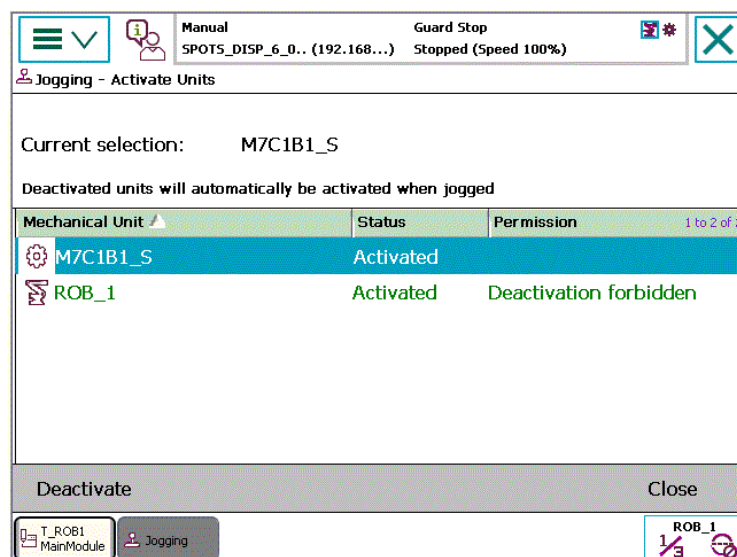 Manual Guard Stop
SPOTS_DISP_6_0.. (192.168...) Stopped (Speed 100%)
Jogging - Activate Units
Current selection: M7C1B1_S
Deactivated units will automatically be activated when jogged
Mechanical Unit Status Permission 1 to 2 of
M7C1B1_S Activated
ROB_1 Activated Deactivation forbidden
Deactivate Close
T_ROB1
MainModule
Jogging
ROB_1
1/3